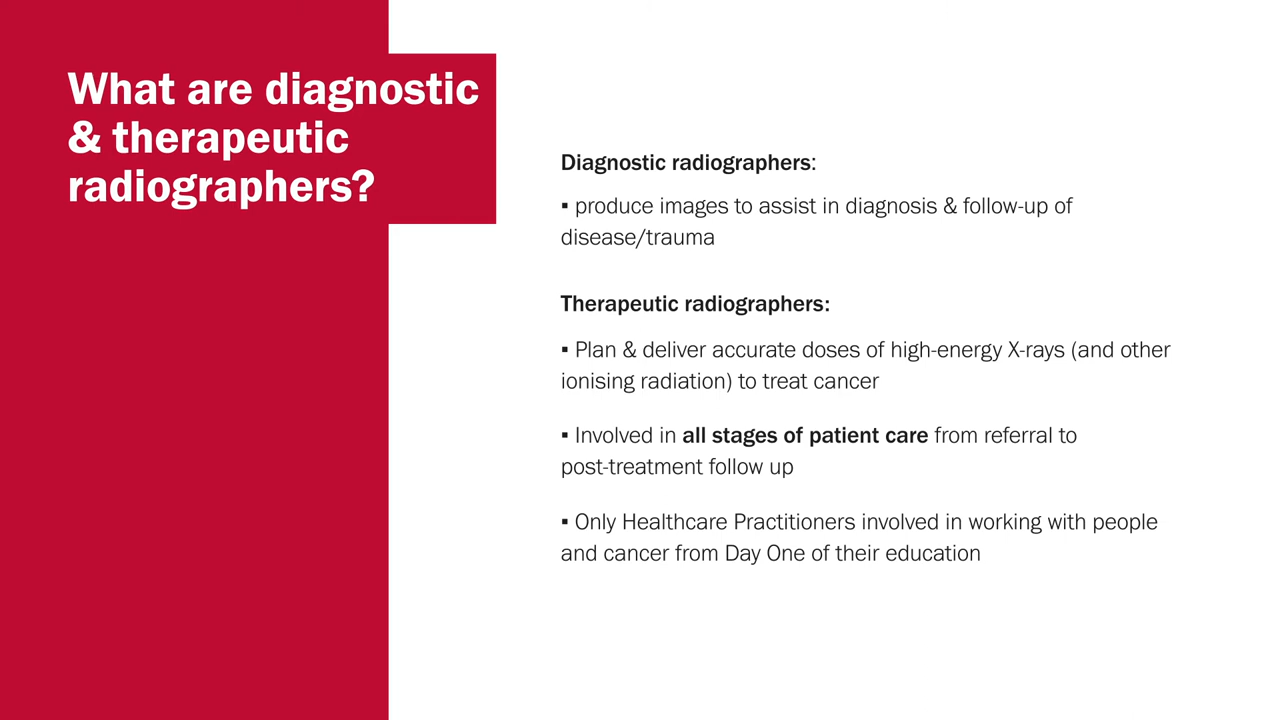 What are diagnostic
& therapeutic
radiographers?
Diagnostic radiographers:
▪ produce images to assist in diagnosis & follow-up of
disease/trauma
Therapeutic radiographers:
▪ Plan & deliver accurate doses of high-energy X-rays (and other
ionising radiation) to treat cancer
▪ Involved in all stages of patient care from referral to
post-treatment follow up
▪ Only Healthcare Practitioners involved in working with people
and cancer from Day One of their education